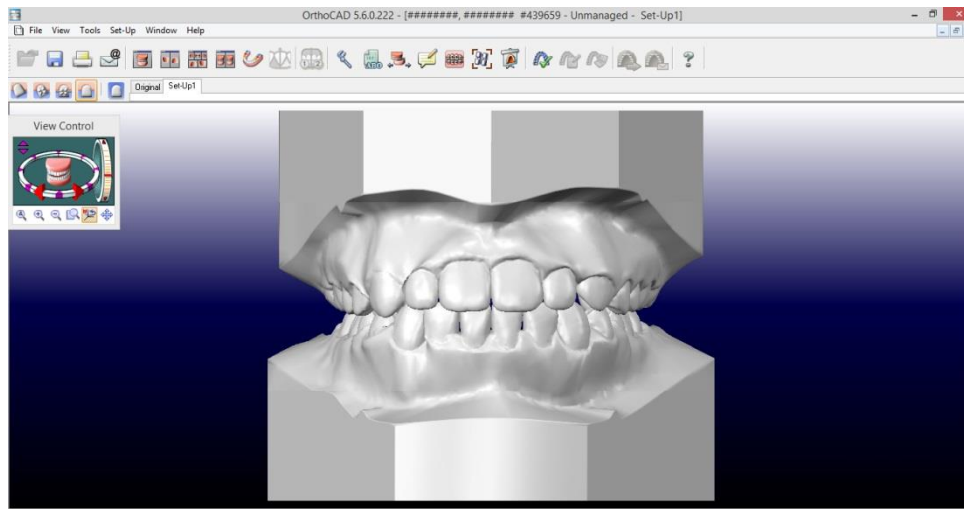 OrthoCAD 5.6.0.222 - [########, ######## #439659 - Unmanaged - Set-Up1]
File View Tools Set-Up Window Help
Original Set-Up1
View Control